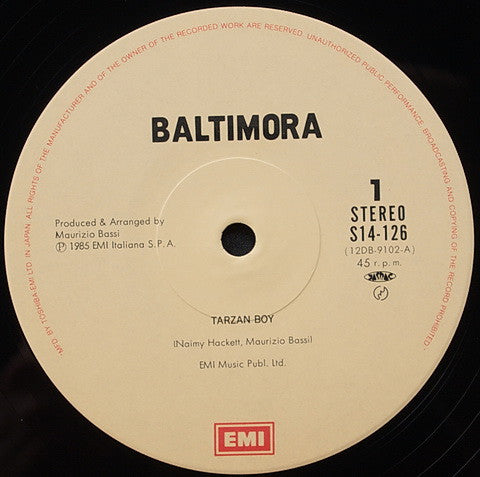 "MFD. BY TOSHIBA-EMI LTD. IN JAPAN. ALL RIGHTS OF THE MANUFACTURER AND OF THE OWNER OF THE RECORDED WORK ARE RESERVED. UNAUTHORIZED PUBLIC PERFORMANCE, BROADCASTING AND COPYING OF THE RECORD PROHIBITED."
BALTIMORA
1
STEREO
S14-126
(12DB-9102-A)
45 r.p.m.
JASRAC
Produced & Arranged by
Maurizio Bassi
Ⓟ 1985 EMI Italiana S.P.A.
TARZAN BOY
(Naimy Hackett, Maurizio Bassi)
EMI Music Publ. Ltd.
EMI